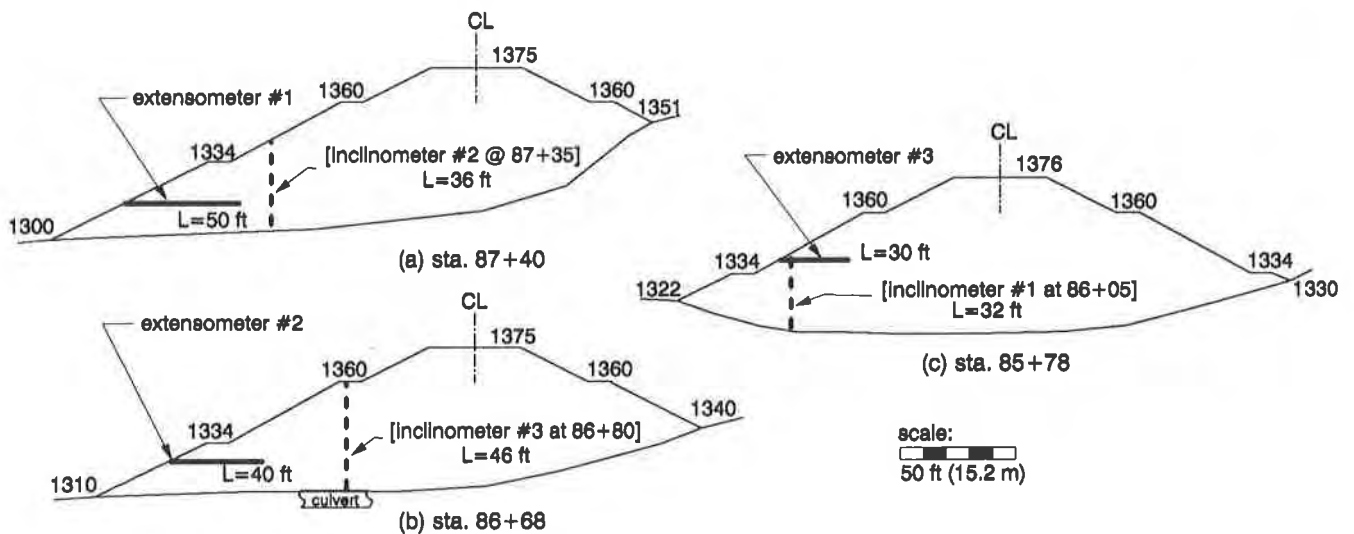 CL
1375
1360
1360
1351
extensometer #1
1334
[inclinometer #2 @ 87+35]
L=36 ft
L=50 ft
1300
(a) sta. 87+40
CL
1375
extensometer #2
1360
1360
1340
1334
[inclinometer #3 at 86+80]
L=46 ft
L=40 ft
1310
culvert
(b) sta. 86+68
CL
1376
extensometer #3
1360
1360
L=30 ft
1334
1334
1322
[inclinometer #1 at 86+05]
L=32 ft
1330
(c) sta. 85+78
scale:
50 ft (15.2 m)